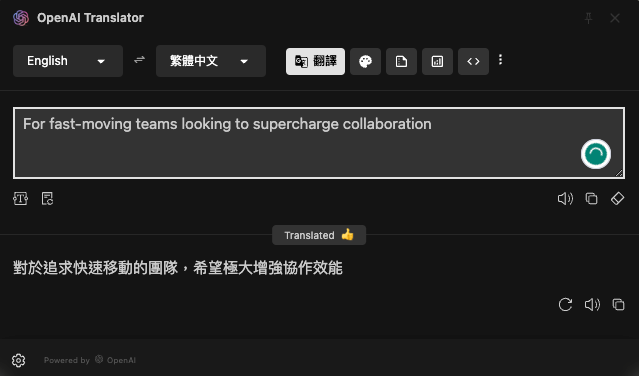 OpenAI Translator
English
繁體中文
翻譯
For fast-moving teams looking to supercharge collaboration
Translated 👍
對於追求快速移動的團隊，希望極大增強協作效能
Powered by OpenAI